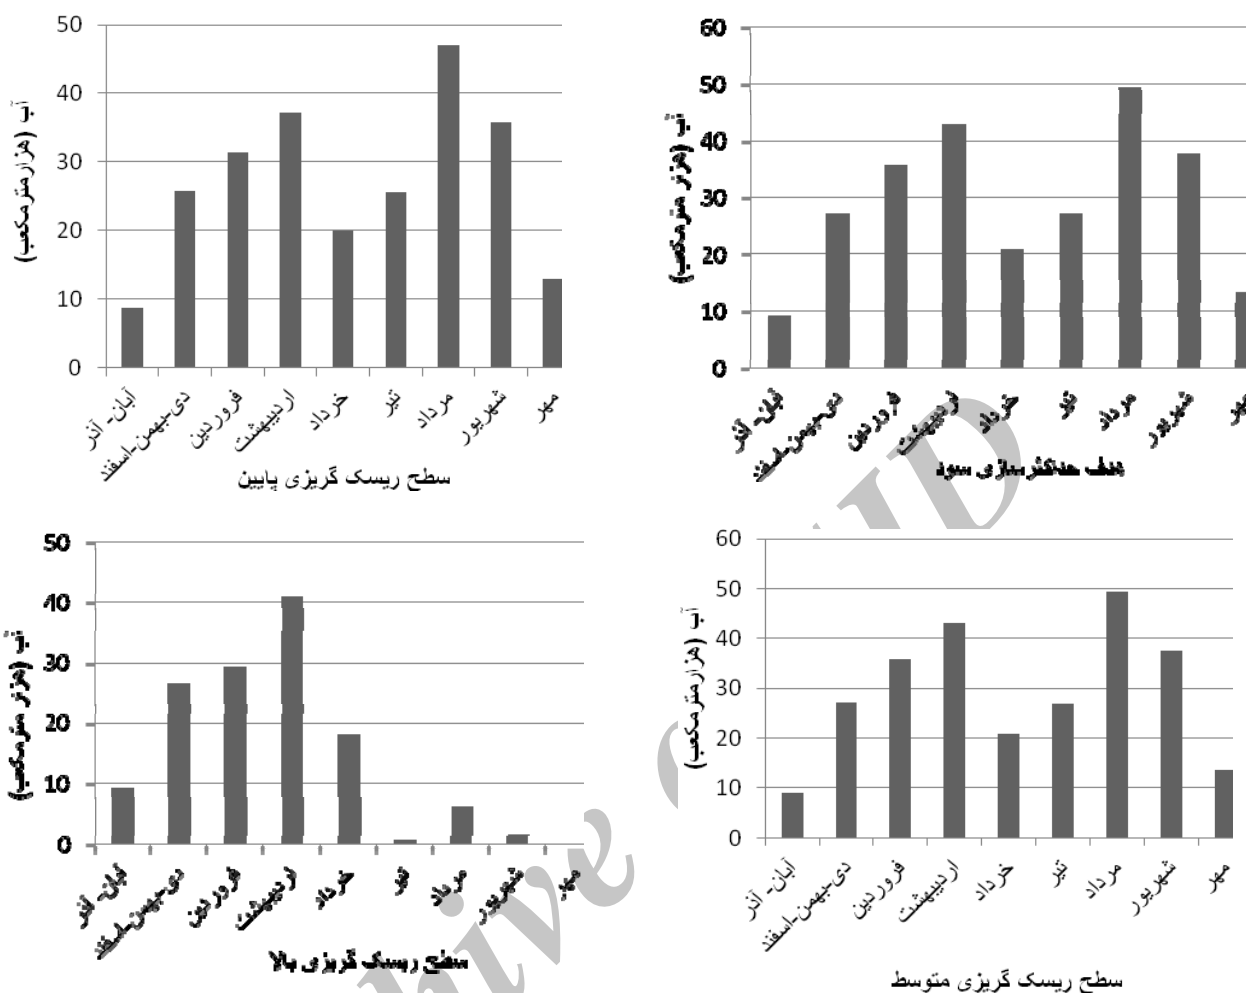 50
40
30
20
10
0
آب (هزارمترمکعب)
آبان- آذر
دی-بهمن-اسفند
فروردین
اردیبهشت
خرداد
تیر
مرداد
شهریور
مهر
سطح ریسک گریزی پایین
60
50
40
30
20
10
0
آب (هزار مترمکعب)
آبان- آذر
دی-بهمن-اسفند
فروردین
اردیبهشت
خرداد
تیر
مرداد
شهریور
مهر
هدف حداکثرسازی سود
50
40
30
20
10
0
آب (هزار مترمکعب)
آبان- آذر
دی-بهمن-اسفند
فروردین
اردیبهشت
خرداد
تیر
مرداد
شهریور
مهر
سطح ریسک گریزی بالا
60
50
40
30
20
10
0
آب (هزارمترمکعب)
آبان- آذر
دی-بهمن-اسفند
فروردین
اردیبهشت
خرداد
تیر
مرداد
شهریور
مهر
سطح ریسک گریزی متوسط